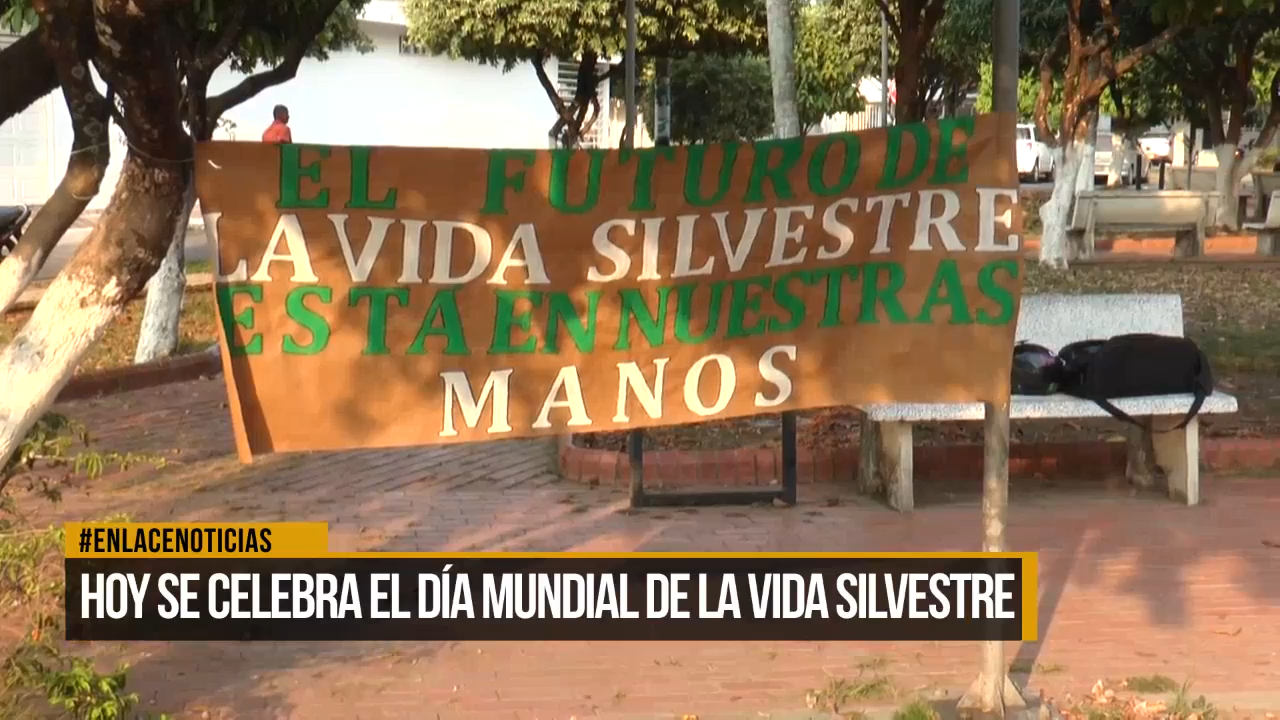 EL FUTURO DE
LA VIDA SILVESTRE
ESTA EN NUESTRAS
MANOS
#ENLACENOTICIAS
HOY SE CELEBRA EL DÍA MUNDIAL DE LA VIDA SILVESTRE